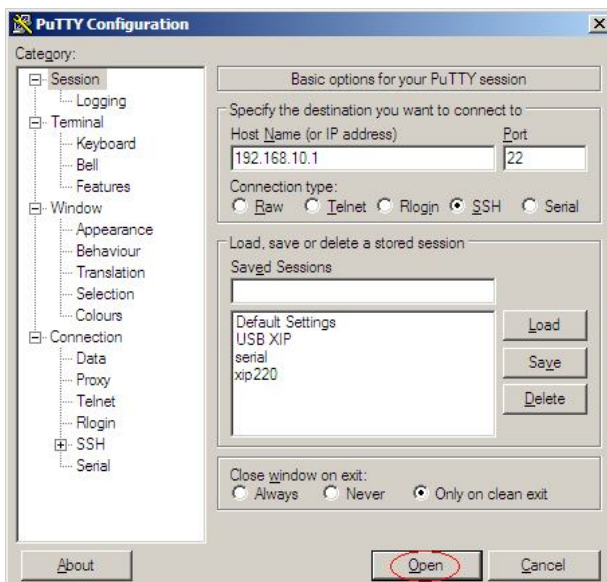 PuTTY Configuration
Category:
Session
Logging
Terminal
Keyboard
Bell
Features
Window
Appearance
Behaviour
Translation
Selection
Colours
Connection
Data
Proxy
Telnet
Rlogin
SSH
Serial
Basic options for your PuTTY session
Specify the destination you want to connect to
Host Name (or IP address) Port
192.168.10.1 22
Connection type:
Raw Telnet Rlogin SSH Serial
Load, save or delete a stored session
Saved Sessions
Default Settings
USB XIP
serial
xip220
Load
Save
Delete
Close window on exit:
Always Never Only on clean exit
About Open Cancel